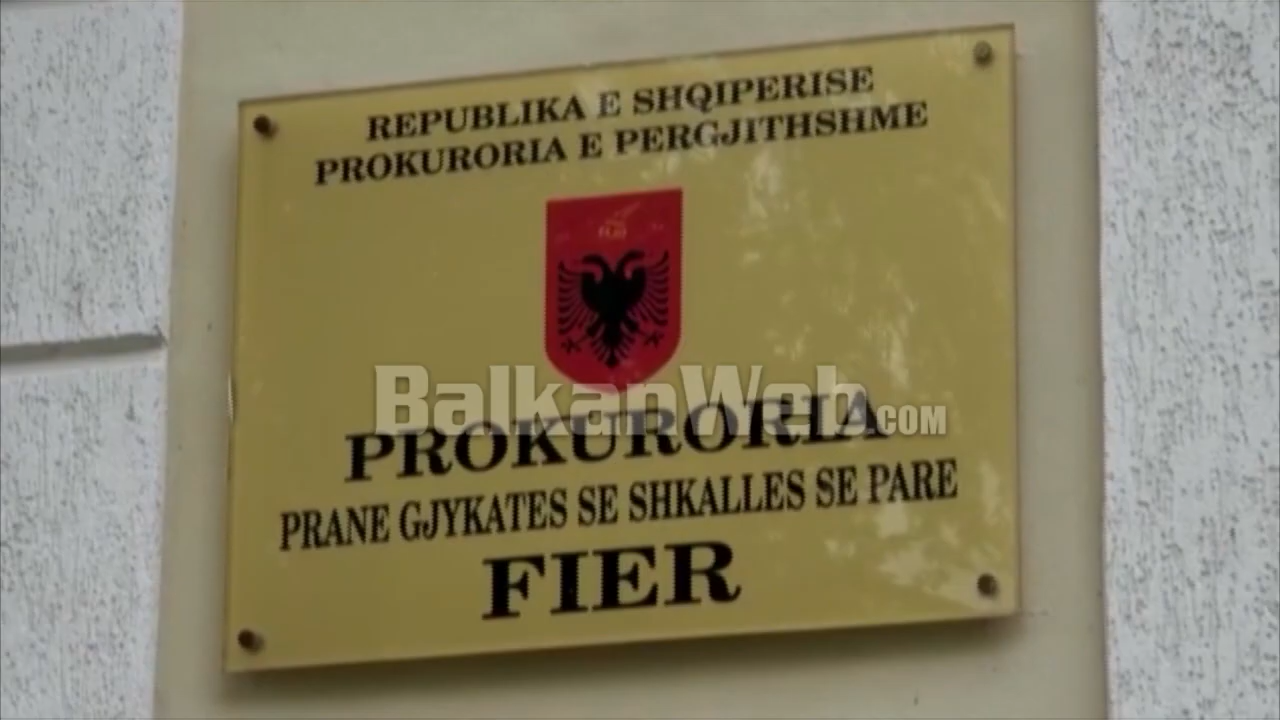 REPUBLIKA E SHQIPERISE
PROKURORIA E PERGJITHSHME
BalkanWeb.COM
PROKURORIA
PRANE GJYKATES SE SHKALLES SE PARE
FIER